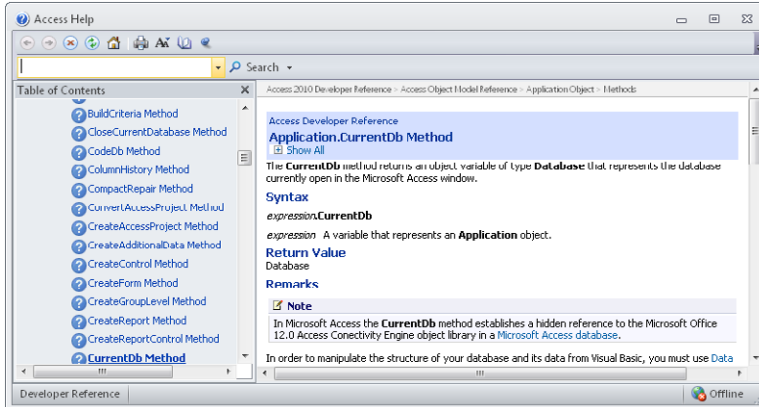 Access Help
Search
Table of Contents
BuildCriteria Method
CloseCurrentDatabase Method
CodeDb Method
ColumnHistory Method
CompactRepair Method
ConvertAccessProject Method
CreateAccessProject Method
CreateAdditionalData Method
CreateControl Method
CreateForm Method
CreateGroupLevel Method
CreateReport Method
CreateReportControl Method
CurrentDb Method
Access 2010 Developer Reference > Access Object Model Reference > Application Object > Methods
Access Developer Reference
Application.CurrentDb Method
Show All
The CurrentDb method returns an object variable of type Database that represents the database
currently open in the Microsoft Access window.
Syntax
expression.CurrentDb
expression A variable that represents an Application object.
Return Value
Database
Remarks
Note
In Microsoft Access the CurrentDb method establishes a hidden reference to the Microsoft Office
12.0 Access Conectivity Engine object library in a Microsoft Access database.
In order to manipulate the structure of your database and its data from Visual Basic, you must use Data
Developer Reference
Offline